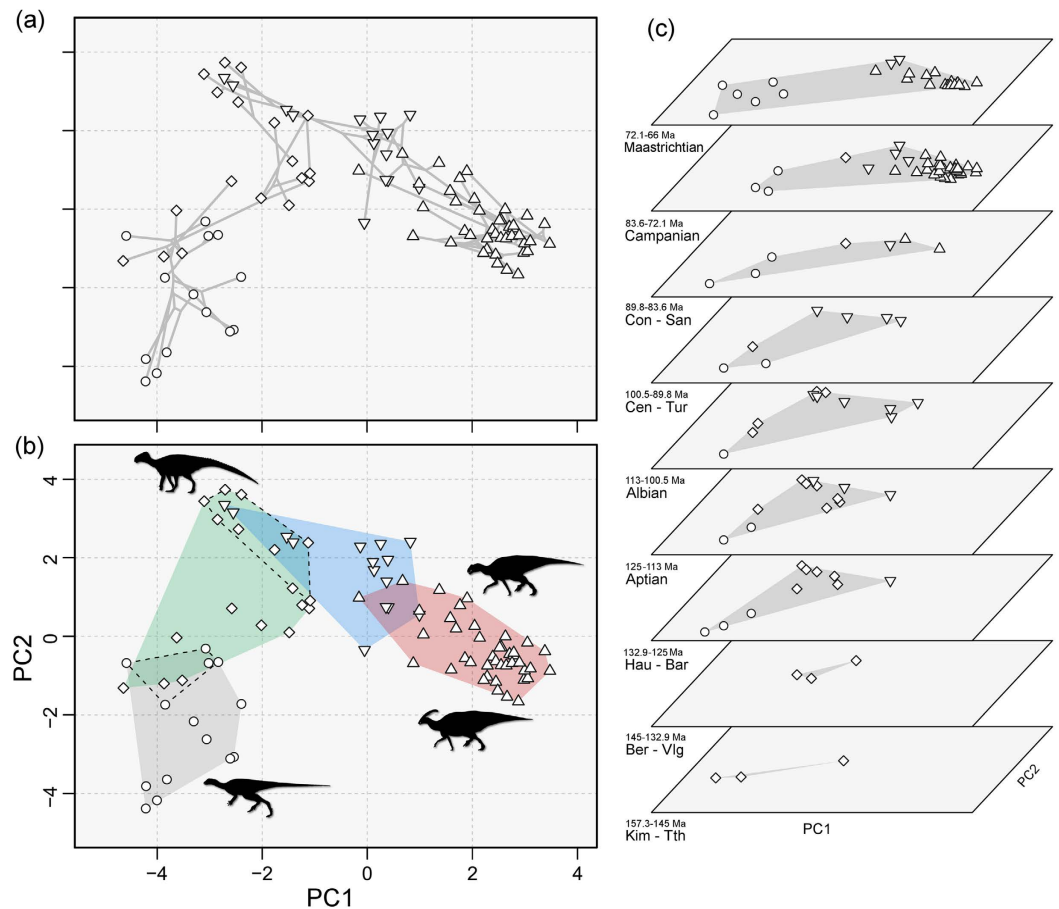 (a)
(b)
4
2
0
−2
−4
PC2
−4
−2
0
2
4
PC1
(c)
72.1-66 Ma
Maastrichtian
83.6-72.1 Ma
Campanian
89.8-83.6 Ma
Con - San
100.5-89.8 Ma
Cen - Tur
113-100.5 Ma
Albian
125-113 Ma
Aptian
132.9-125 Ma
Hau - Bar
145-132.9 Ma
Ber - Vlg
157.3-145 Ma
Kim - Tth
PC1
PC2